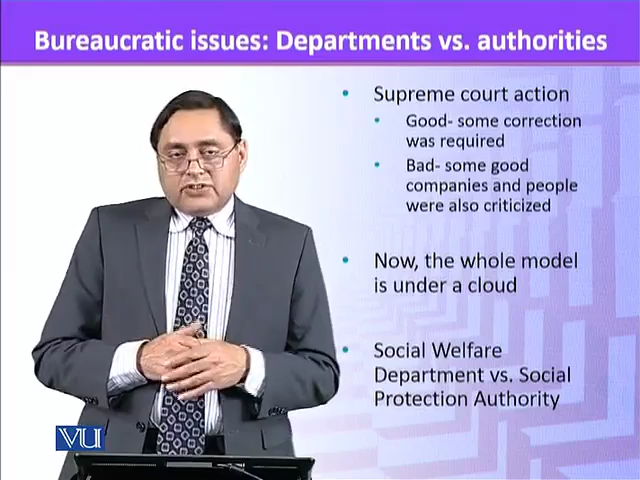 Bureaucratic issues: Departments vs. authorities
Supreme court action
Good- some correction
was required
Bad- some good
companies and people
were also criticized
Now, the whole model
is under a cloud
Social Welfare
Department vs. Social
Protection Authority
VU